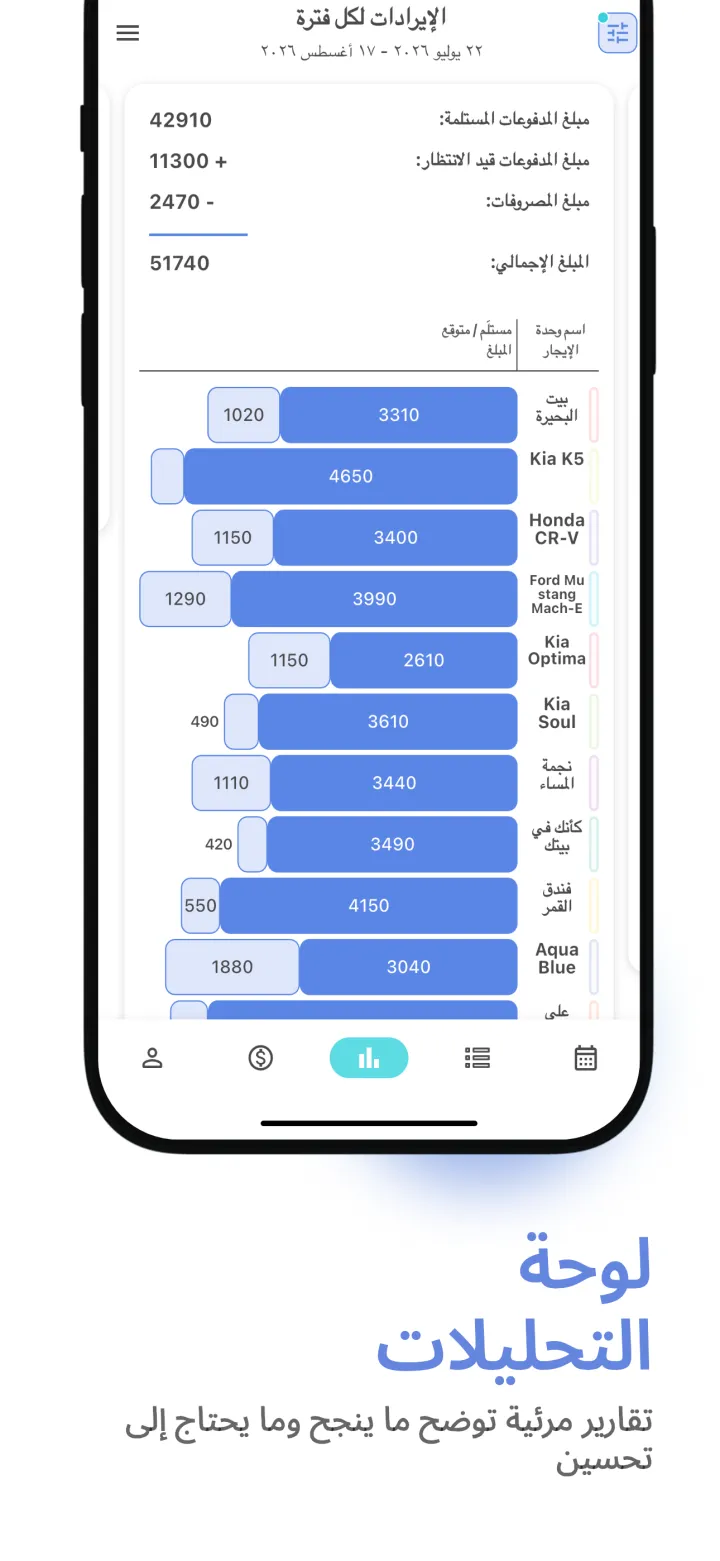 الإيرادات لكل فترة
٢٢ يوليو ٢٠٢٦ - ١٧ أغسطس ٢٠٢٦
مبلغ المدفوعات المستلمة: 42910
مبلغ المدفوعات قيد الانتظار: 11300 +
مبلغ المصروفات: 2470 -
المبلغ الإجمالي: 51740
اسم وحدة
الإيجار
مستلَم / متوقع
المبلغ
بيت
البحيرة
3310 1020
Kia K5
4650
Honda
CR-V
3400 1150
Ford Mu
stang
Mach-E
3990 1290
Kia
Optima
2610 1150
Kia
Soul
3610 490
نجمة
المساء
3440 1110
كأنك في
بيتك
3490 420
فندق
القمر
4150 550
Aqua
Blue
3040 1880
على
لوحة
التحليلات
تقارير مرئية توضح ما ينجح وما يحتاج إلى
تحسين